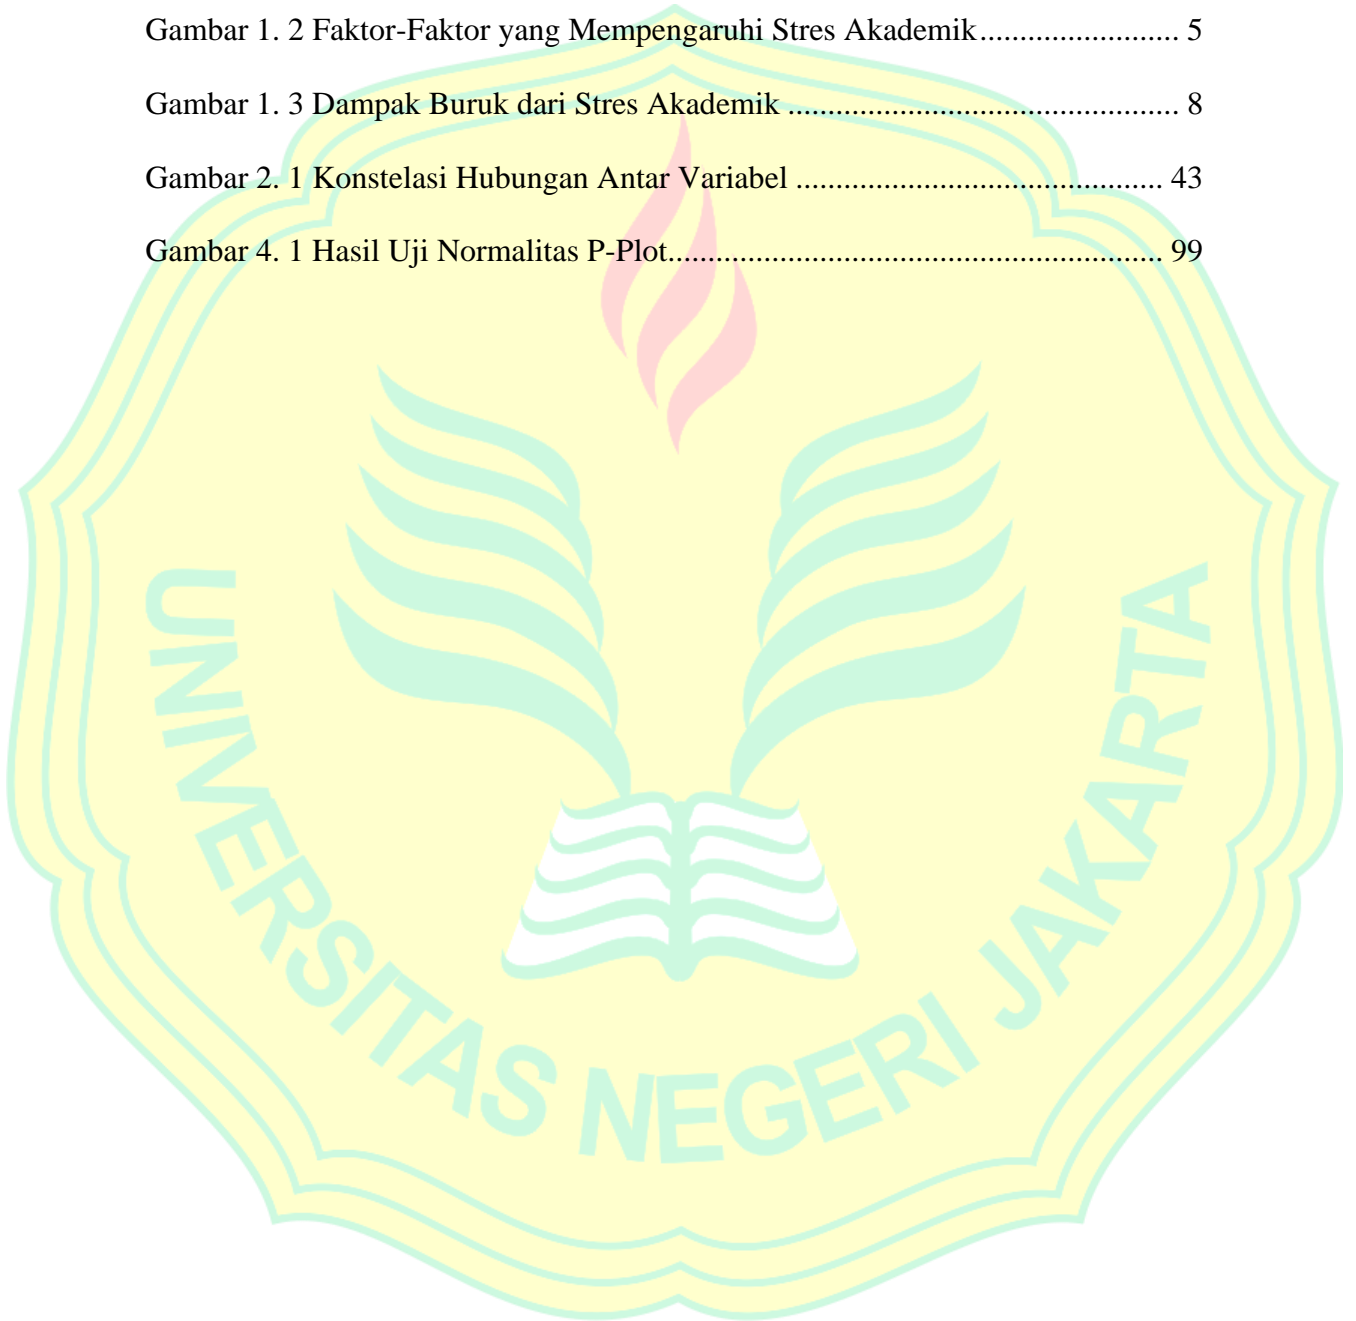 Gambar 1. 2 Faktor-Faktor yang Mempengaruhi Stres Akademik......................... 5
Gambar 1. 3 Dampak Buruk dari Stres Akademik .................................................. 8
Gambar 2. 1 Konstelasi Hubungan Antar Variabel ............................................... 43
Gambar 4. 1 Hasil Uji Normalitas P-Plot............................................................... 99
UNIVERSITAS NEGERI JAKARTA